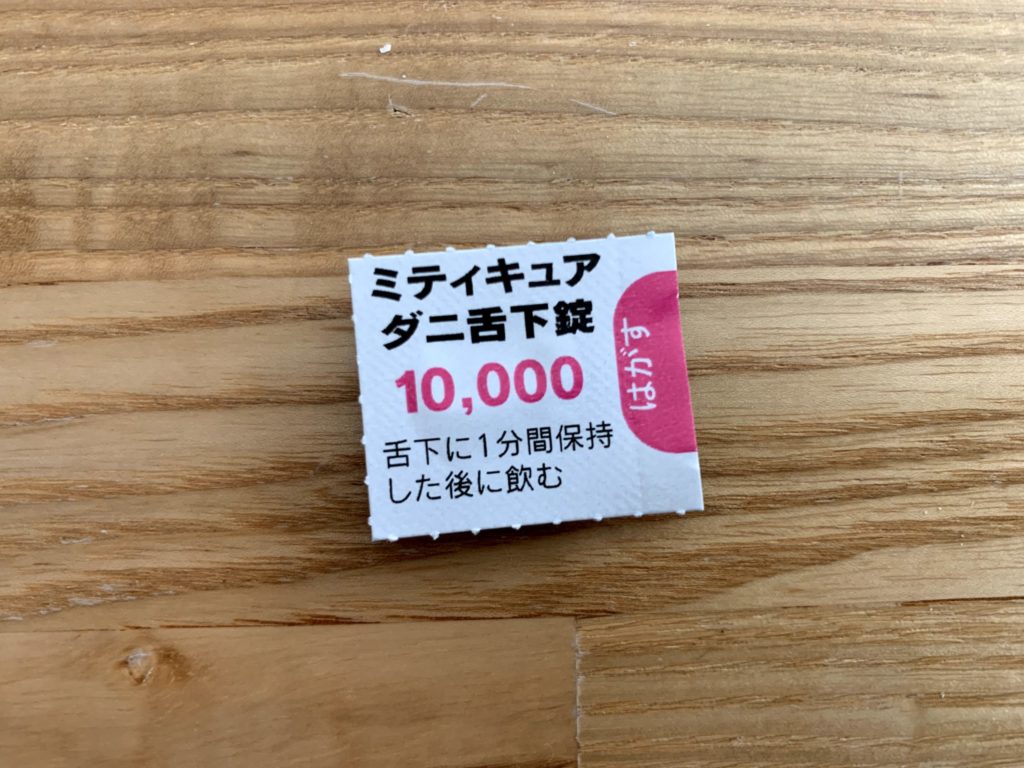 ミティキュア
ダニ舌下錠
10,000
舌下に1分間保持
した後に飲む
はがす